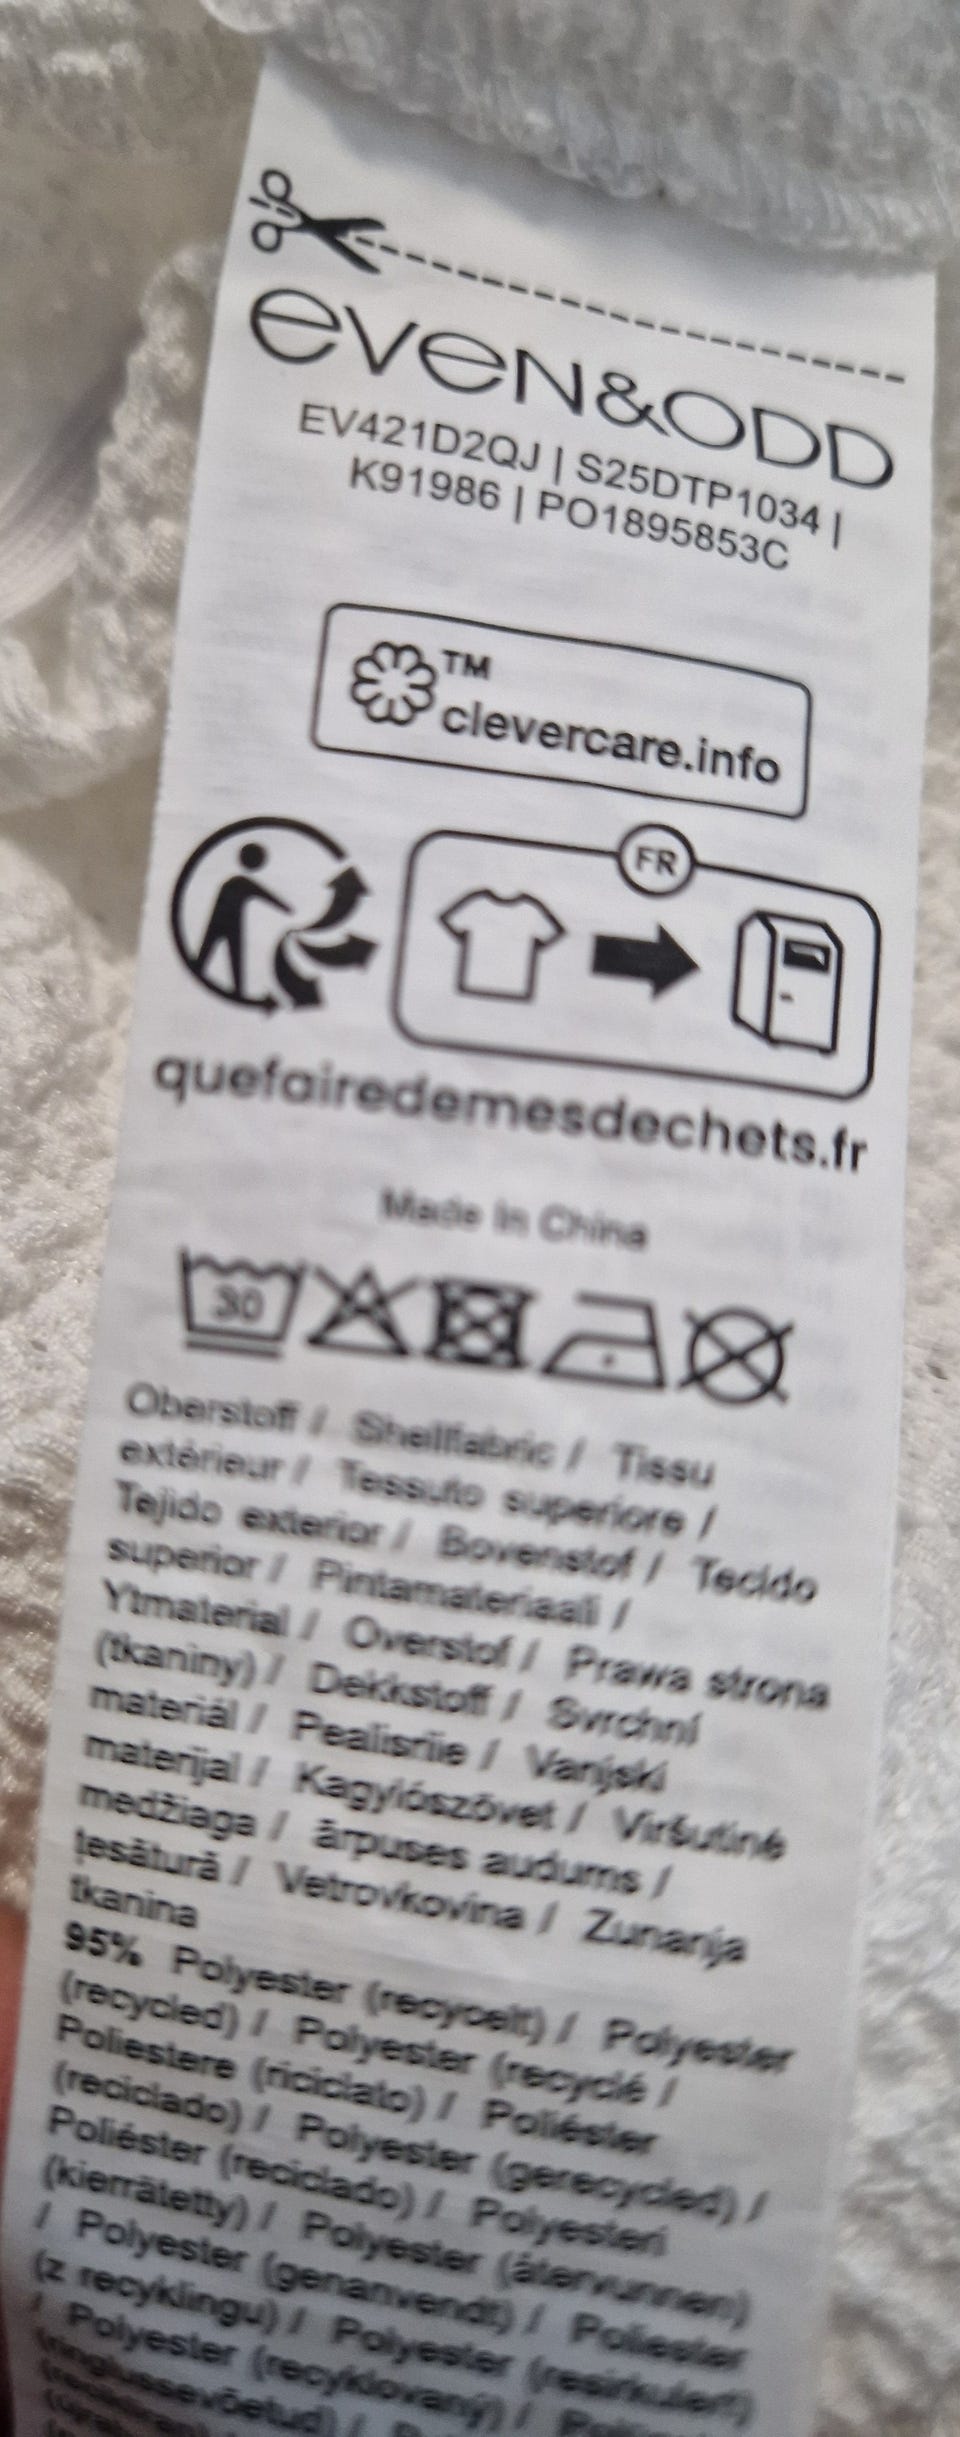 even&ODD
EV421D2QJ | S25DTP1034 |
K91986 | PO1895853C
TM
clevercare.info
FR
quefairedemesdechets.fr
Made in China
30
Oberstoff / Shellfabric / Tissu
extérieur / Tessuto superiore /
Tejido exterior / Bovenstof / Tecido
superior / Pintamateriaali /
Ytmaterial / Overstof / Prawa strona
(tkaniny) / Dekkstoff / Svrchní
materiál / Pealisriie / Vanjski
materijal / Kagylószövet / Viršutinė
medžiaga / ārpuses audums /
țesătură / Vetrovkovina / Zunanja
tkanina
95% Polyester (recycelt) / Polyester
(recycled) / Polyester (recyclé /
Poliestere (riciclato) / Poliéster
(reciclado) / Polyester (gerecycled) /
Poliéster (reciclado) / Polyesteri
(kierrätetty) / Polyester (återvunnen)
/ Polyester (genanvendt) / Poliester
(z recyklingu) / Polyester (resirkulert)
/ Polyester (recyklovaný) /
ringlussevõetud) /